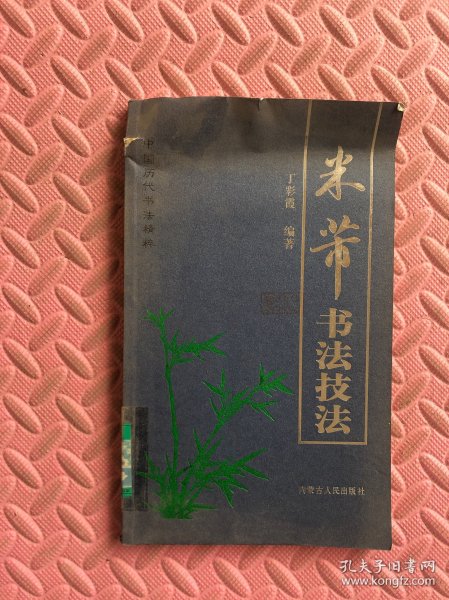 米芾
书法技法
丁彩霞 编著
中国历代书法精粹
内蒙古人民出版社
孔夫子旧书网
www.kongfz.com